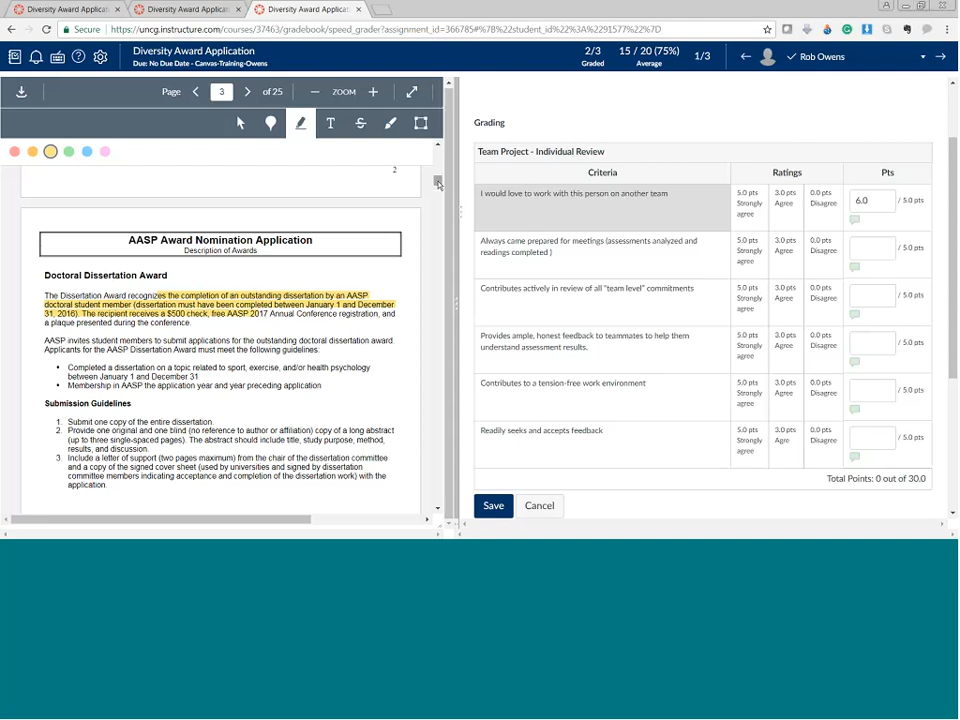 Diversity Award Applicatio × Diversity Award Applicatio × Diversity Award Applicatio ×
Secure https://uncg.instructure.com/courses/37463/gradebook/speed_grader?assignment_id=366785#%7B%22student_id%22%3A%2291577%22%7D
Diversity Award Application
Due: No Due Date - Canvas-Training-Owens
2/3
Graded
15 / 20 (75%)
Average
1/3
Rob Owens
Page 3 of 25 ZOOM
2
AASP Award Nomination Application
Description of Awards
Doctoral Dissertation Award
The Dissertation Award recognizes the completion of an outstanding dissertation by an AASP
doctoral student member (dissertation must have been completed between January 1 and December
31, 2016). The recipient receives a $500 check, free AASP 2017 Annual Conference registration, and
a plaque presented during the conference.
AASP invites student members to submit applications for the outstanding doctoral dissertation award.
Applicants for the AASP Dissertation Award must meet the following guidelines:
• Completed a dissertation on a topic related to sport, exercise, and/or health psychology
between January 1 and December 31
• Membership in AASP the application year and year preceding application
Submission Guidelines
1. Submit one copy of the entire dissertation.
2. Provide one original and one blind (no reference to author or affiliation) copy of a long abstract
(up to three single-spaced pages). The abstract should include title, study purpose, method,
results, and discussion.
3. Include a letter of support (two pages maximum) from the chair of the dissertation committee
and a copy of the signed cover sheet (used by universities and signed by dissertation
committee members indicating acceptance and completion of the dissertation work) with the
application.
Grading
Team Project - Individual Review
Criteria Ratings Pts
I would love to work with this person on another team
5.0 pts
Strongly
agree
3.0 pts
Agree
0.0 pts
Disagree
6.0 / 5.0 pts
Always came prepared for meetings (assessments analyzed and
readings completed )
5.0 pts
Strongly
agree
3.0 pts
Agree
0.0 pts
Disagree
/ 5.0 pts
Contributes actively in review of all "team level" commitments
5.0 pts
Strongly
agree
3.0 pts
Agree
0.0 pts
Disagree
/ 5.0 pts
Provides ample, honest feedback to teammates to help them
understand assessment results.
5.0 pts
Strongly
agree
3.0 pts
Agree
0.0 pts
Disagree
/ 5.0 pts
Contributes to a tension-free work environment
5.0 pts
Strongly
agree
3.0 pts
Agree
0.0 pts
Disagree
/ 5.0 pts
Readily seeks and accepts feedback
5.0 pts
Strongly
agree
3.0 pts
Agre
0.0 pts
Disagree
/ 5.0 pts
Total Points: 0 out of 30.0
Save Cancel